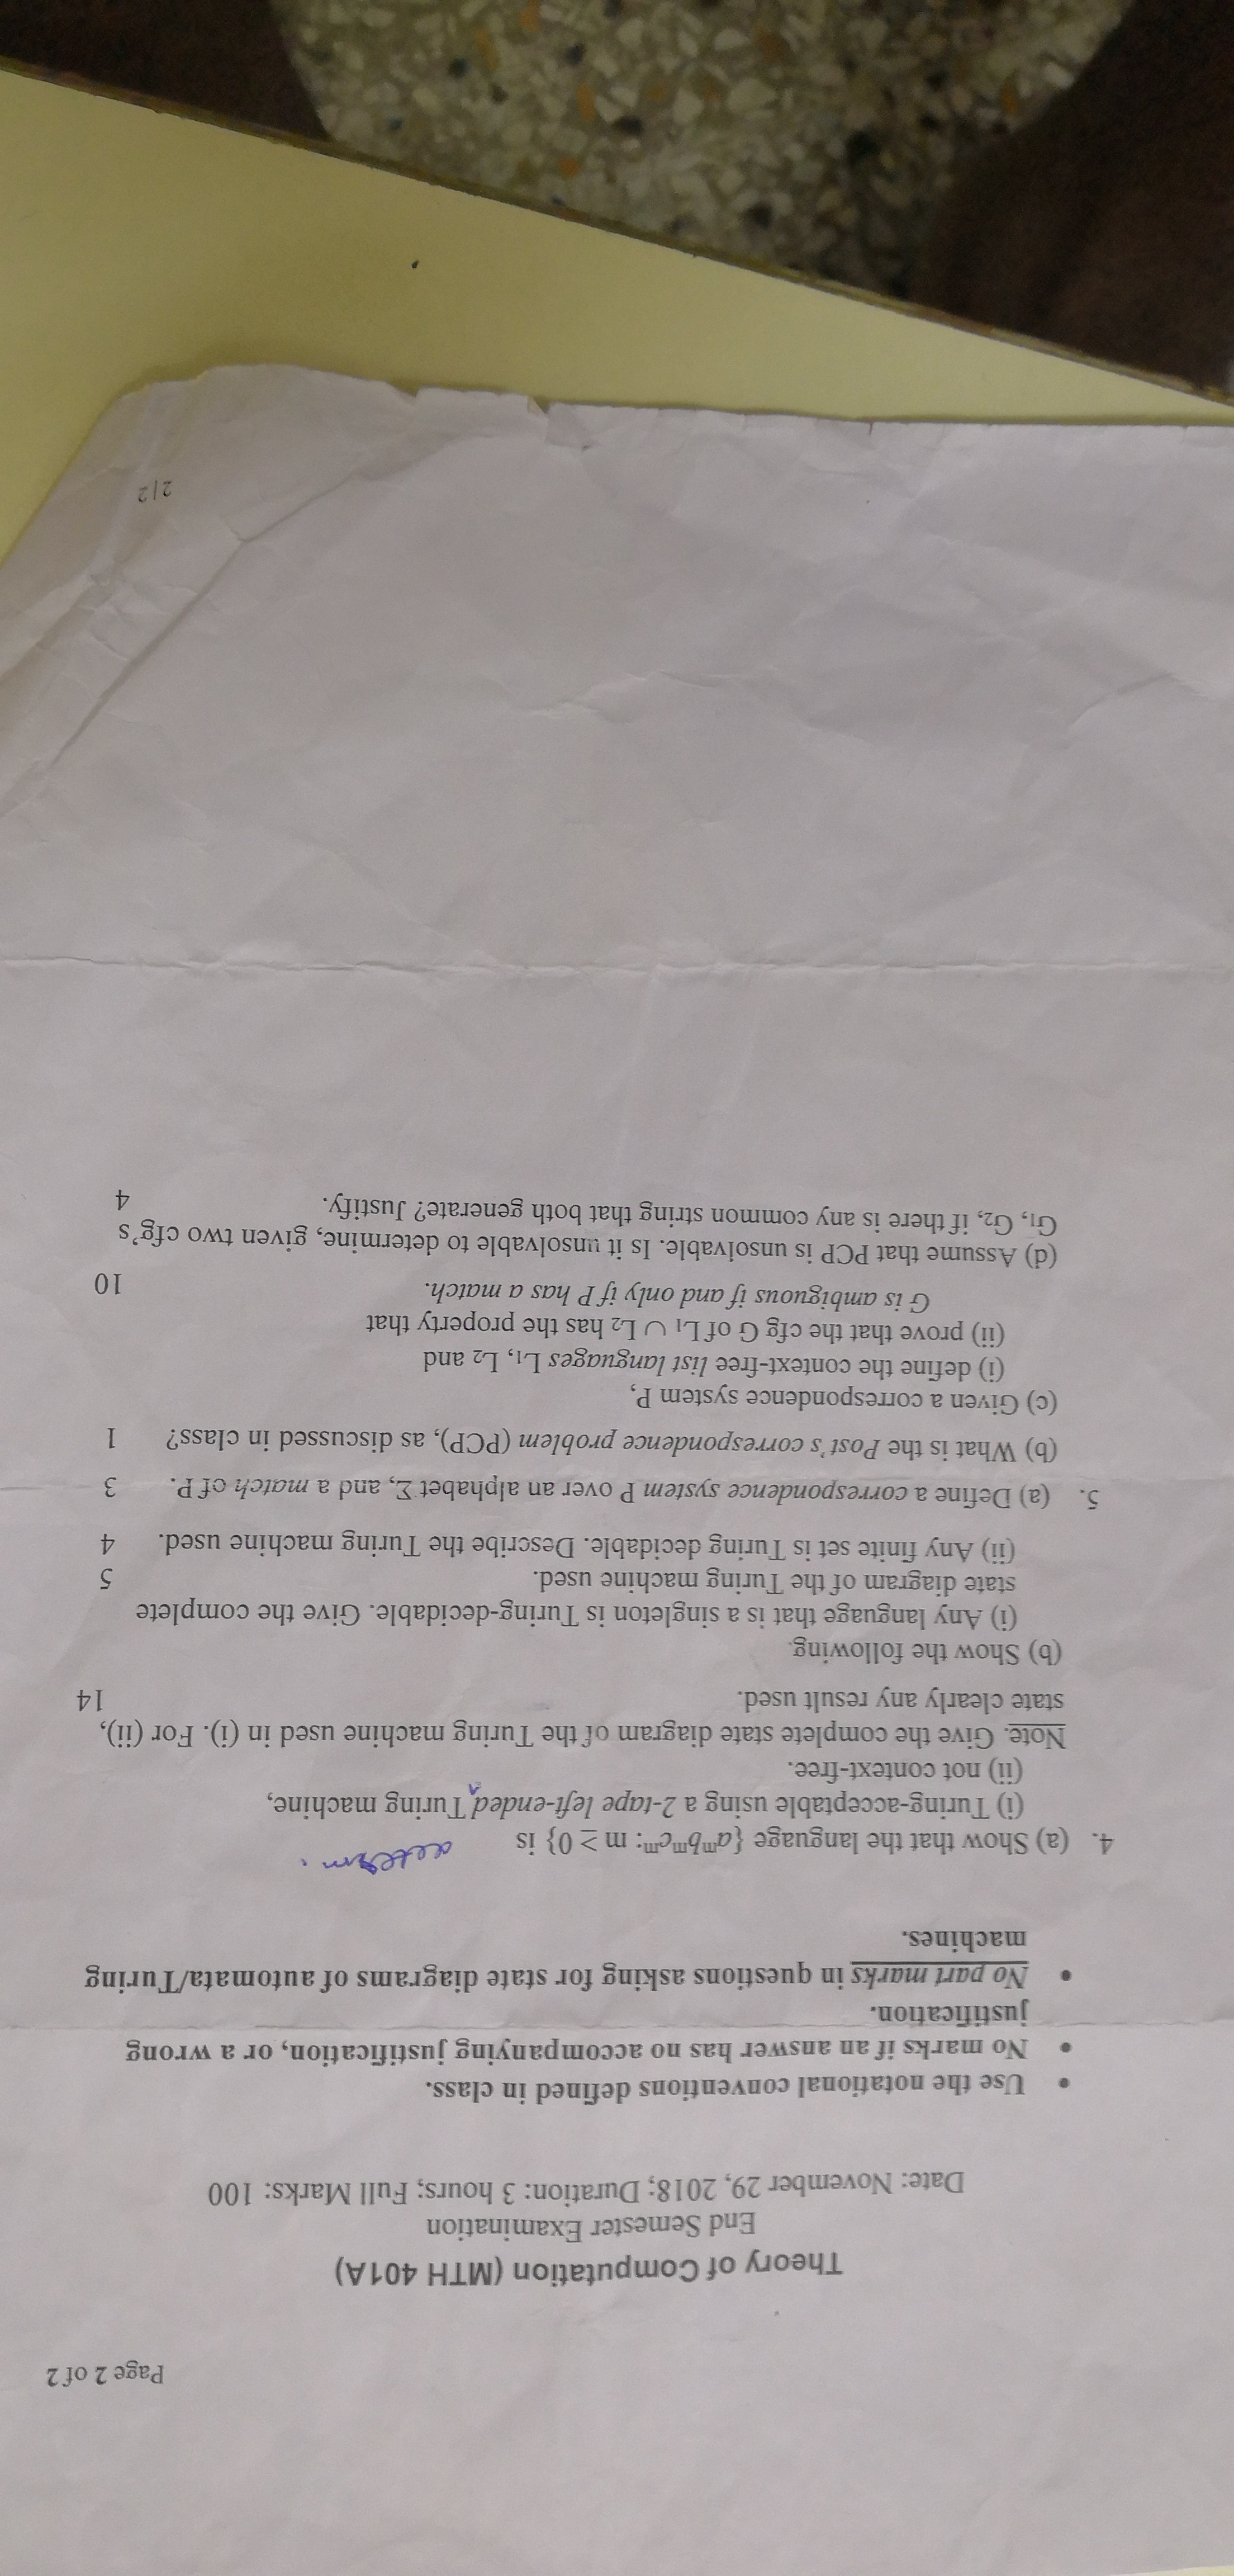 Page 2 of 2
Theory of Computation (MTH 401A)
End Semester Examination
Date: November 29, 2018; Duration: 3 hours; Full Marks: 100
• Use the notational conventions defined in class.
• No marks if an answer has no accompanying justification, or a wrong
justification.
• No part marks in questions asking for state diagrams of automata/Turing
machines.
determ.
4. (a) Show that the language {aᵐbᵐcᵐ: m ≥ 0} is
(i) Turing-acceptable using a 2-tape left-ended ^ Turing machine,
(ii) not context-free.
Note. Give the complete state diagram of the Turing machine used in (i). For (ii),
state clearly any result used. 14
(b) Show the following.
(i) Any language that is a singleton is Turing-decidable. Give the complete
state diagram of the Turing machine used. 5
(ii) Any finite set is Turing decidable. Describe the Turing machine used. 4
5. (a) Define a correspondence system P over an alphabet Σ, and a match of P. 3
(b) What is the Post's correspondence problem (PCP), as discussed in class? 1
(c) Given a correspondence system P,
(i) define the context-free list languages L₁, L₂ and
(ii) prove that the cfg G of L₁ ∪ L₂ has the property that
G is ambiguous if and only if P has a match. 10
(d) Assume that PCP is unsolvable. Is it unsolvable to determine, given two cfg's
G₁, G₂, if there is any common string that both generate? Justify. 4
2/2